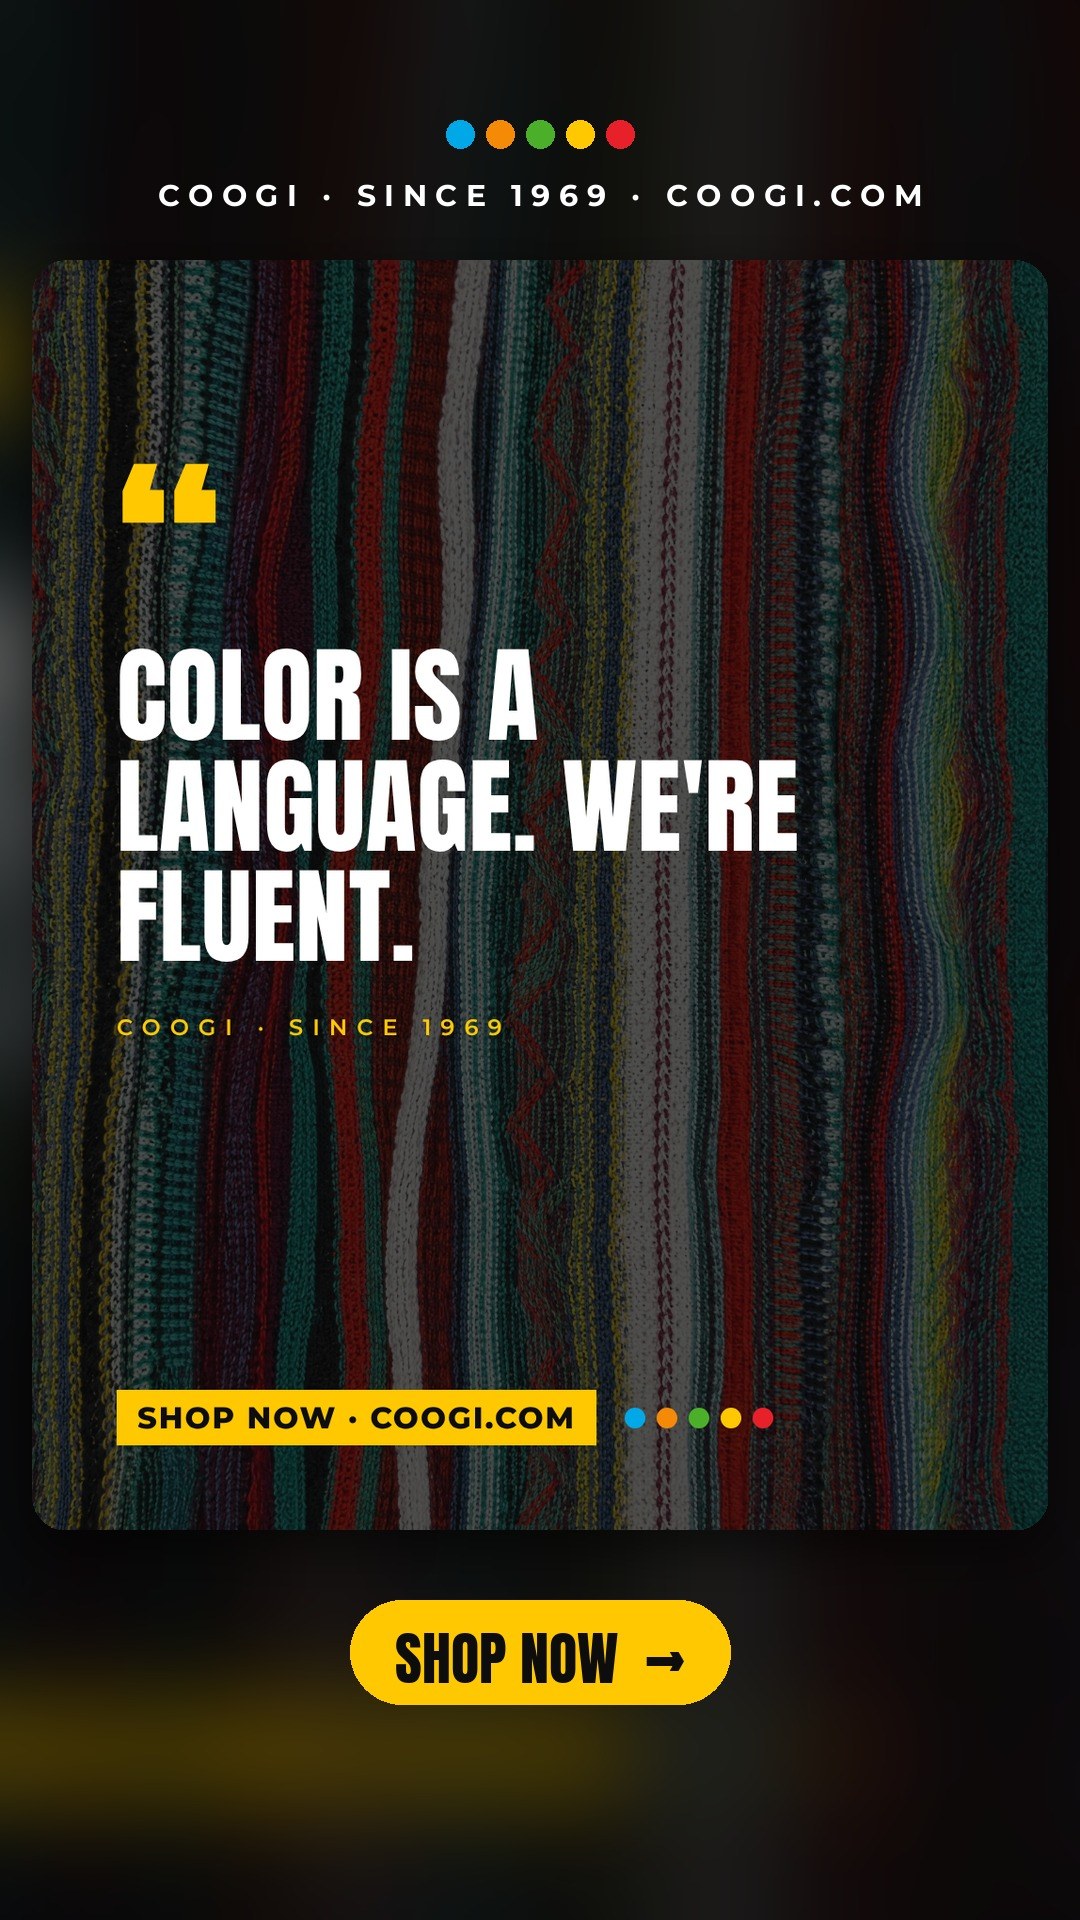 COOGI · SINCE 1969 · COOGI.COM
“
COLOR IS A
LANGUAGE. WE'RE
FLUENT.
COOGI · SINCE 1969
SHOP NOW · COOGI.COM
SHOP NOW →